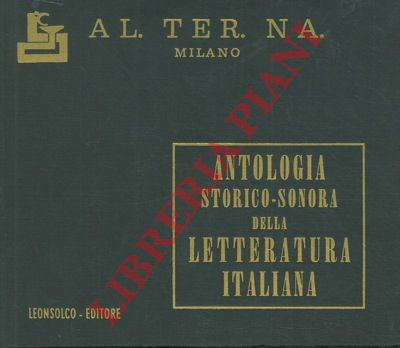 AL. TER. NA.
MILANO
ANTOLOGIA
STORICO-SONORA
DELLA
LETTERATURA
ITALIANA
LEONSOLCO - EDITORE
LIBRERIA PIANI